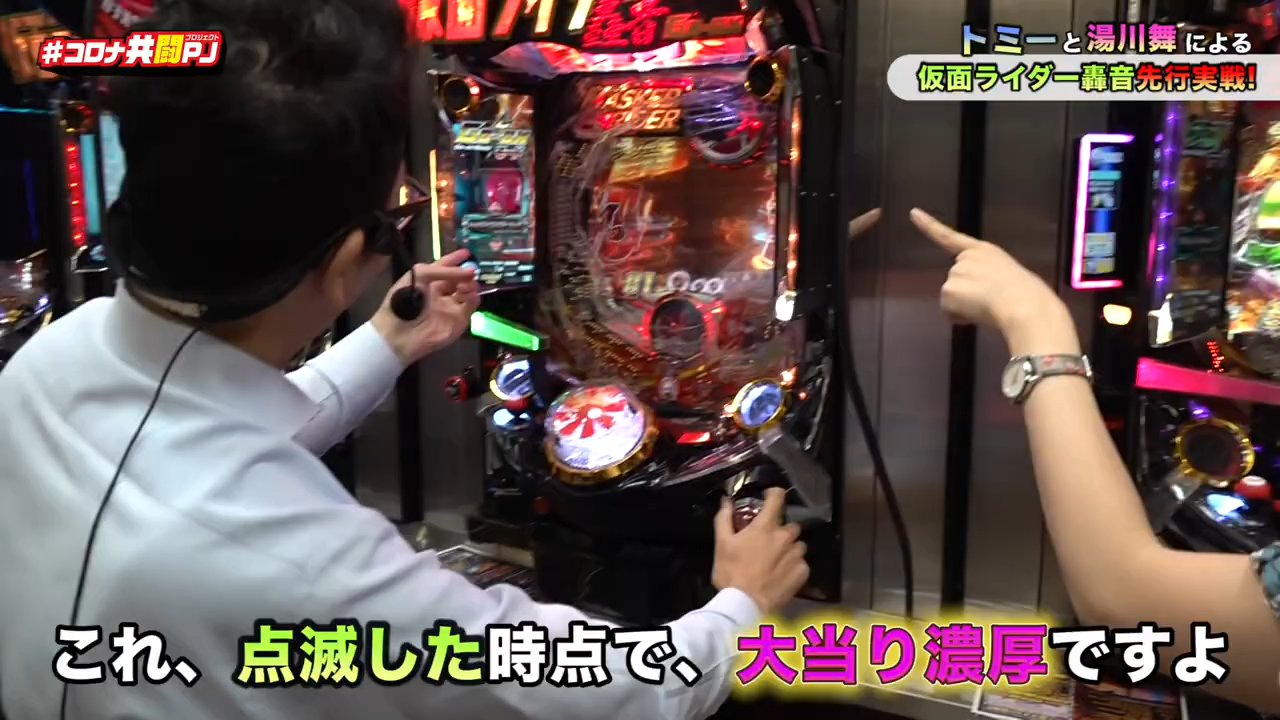 #コロナ共闘PJ
プロジェクト
トミーと湯川舞による
仮面ライダー轟音先行実戦!
MASKED
RIDER
これ、点滅した時点で、大当り濃厚ですよ